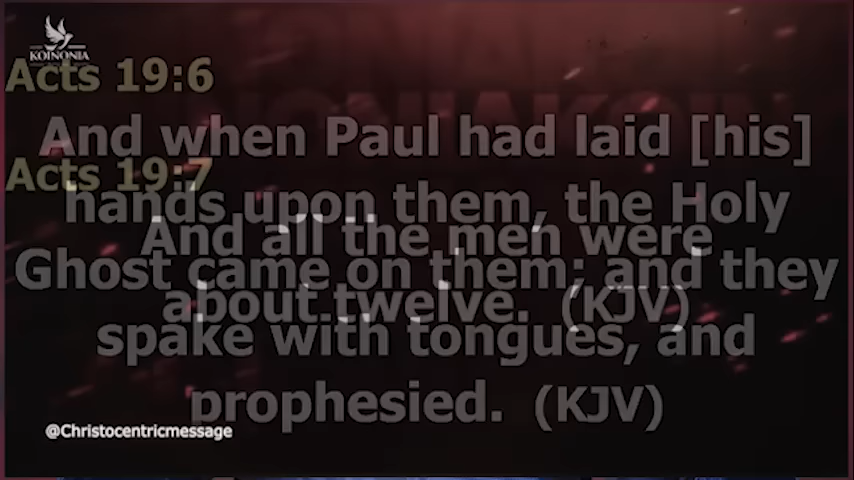 KOINONIA
Acts 19:6
And when Paul had laid [his]
hands upon them, the Holy
Ghost came on them; and they
spake with tongues, and
prophesied. (KJV)
Acts 19:7
And all the men were
about twelve. (KJV)
@Christocentricmessage